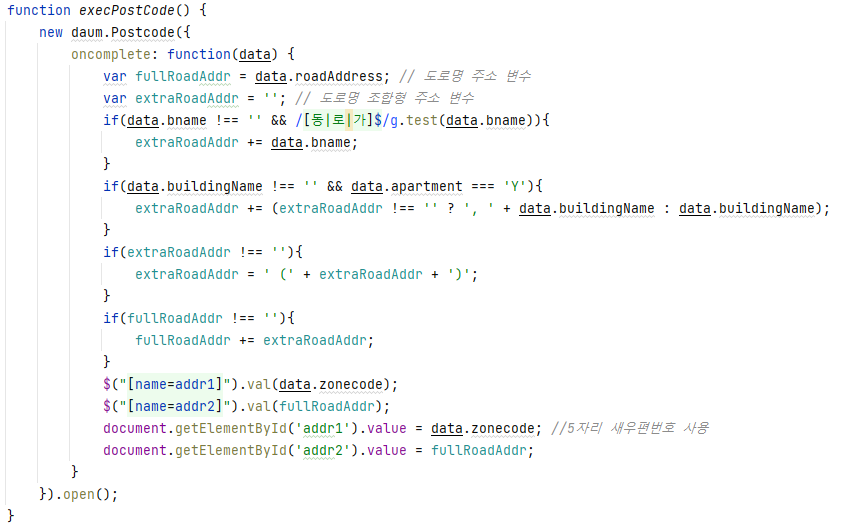 function execPostCode() {
    new daum.Postcode({
        oncomplete: function(data) {
            var fullRoadAddr = data.roadAddress; // 도로명 주소 변수
            var extraRoadAddr = ''; // 도로명 조합형 주소 변수
            if(data.bname !== '' && /[동|로|가]$/g.test(data.bname)){
                extraRoadAddr += data.bname;
            }
            if(data.buildingName !== '' && data.apartment === 'Y'){
                extraRoadAddr += (extraRoadAddr !== '' ? ', ' + data.buildingName : data.buildingName);
            }
            if(extraRoadAddr !== ''){
                extraRoadAddr = ' (' + extraRoadAddr + ')';
            }
            if(fullRoadAddr !== ''){
                fullRoadAddr += extraRoadAddr;
            }
            $("[name=addr1]").val(data.zonecode);
            $("[name=addr2]").val(fullRoadAddr);
            document.getElementById('addr1').value = data.zonecode; //5자리 새우편번호 사용
            document.getElementById('addr2').value = fullRoadAddr;
        }
    }).open();
}